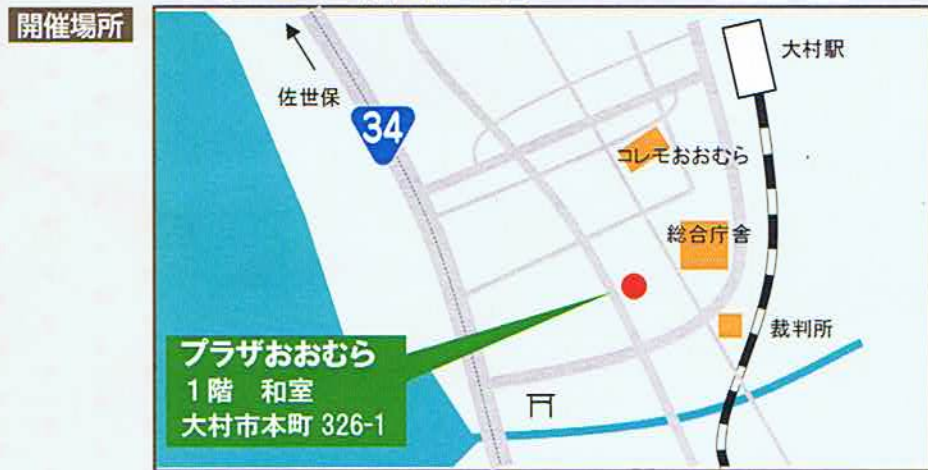 開催場所
大村駅
佐世保
34
コレモおおむら
総合庁舎
裁判所
プラザおおむら
1階 和室
大村市本町 326-1